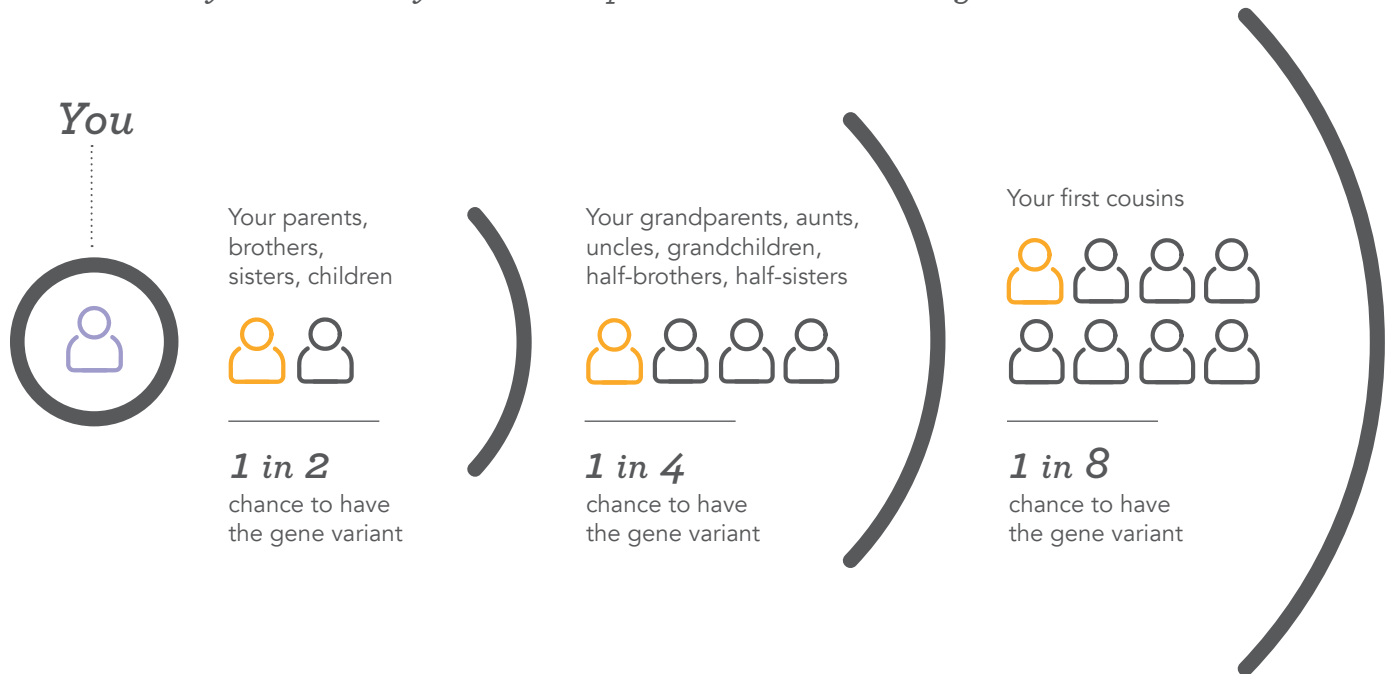 You
Your parents,
brothers,
sisters, children
1 in 2
chance to have
the gene variant
Your grandparents, aunts,
uncles, grandchildren,
half-brothers, half-sisters
1 in 4
chance to have
the gene variant
Your first cousins
1 in 8
chance to have
the gene variant